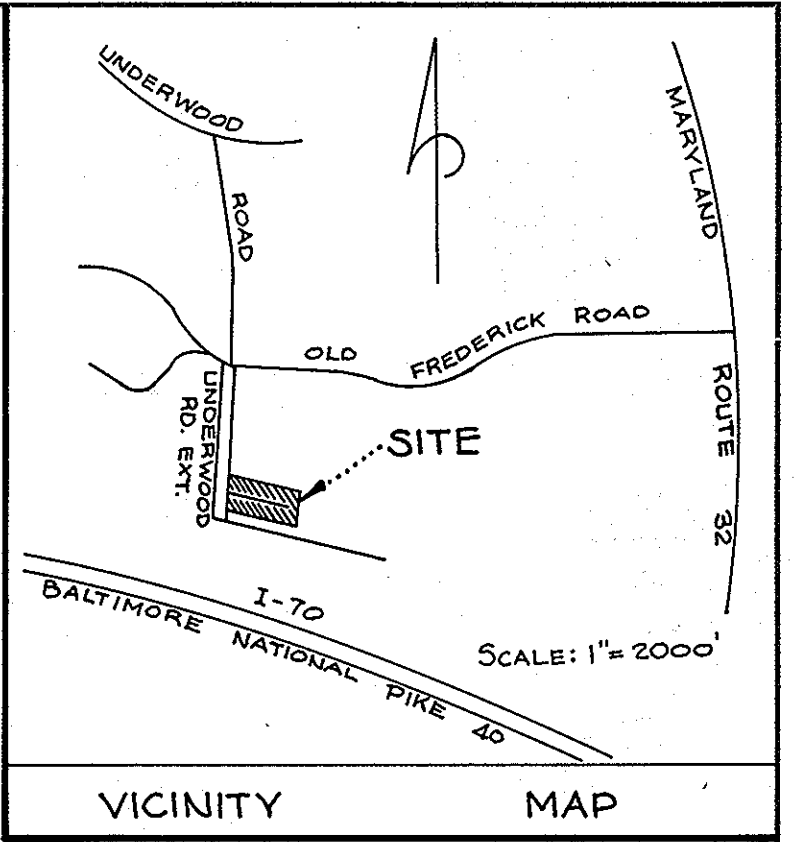 UNDERWOOD
ROAD
MARYLAND
ROUTE 32
OLD FREDERICK ROAD
UNDERWOOD
RD. EXT.
SITE
I-70
BALTIMORE NATIONAL PIKE 40
SCALE: 1"= 2000'
VICINITY MAP